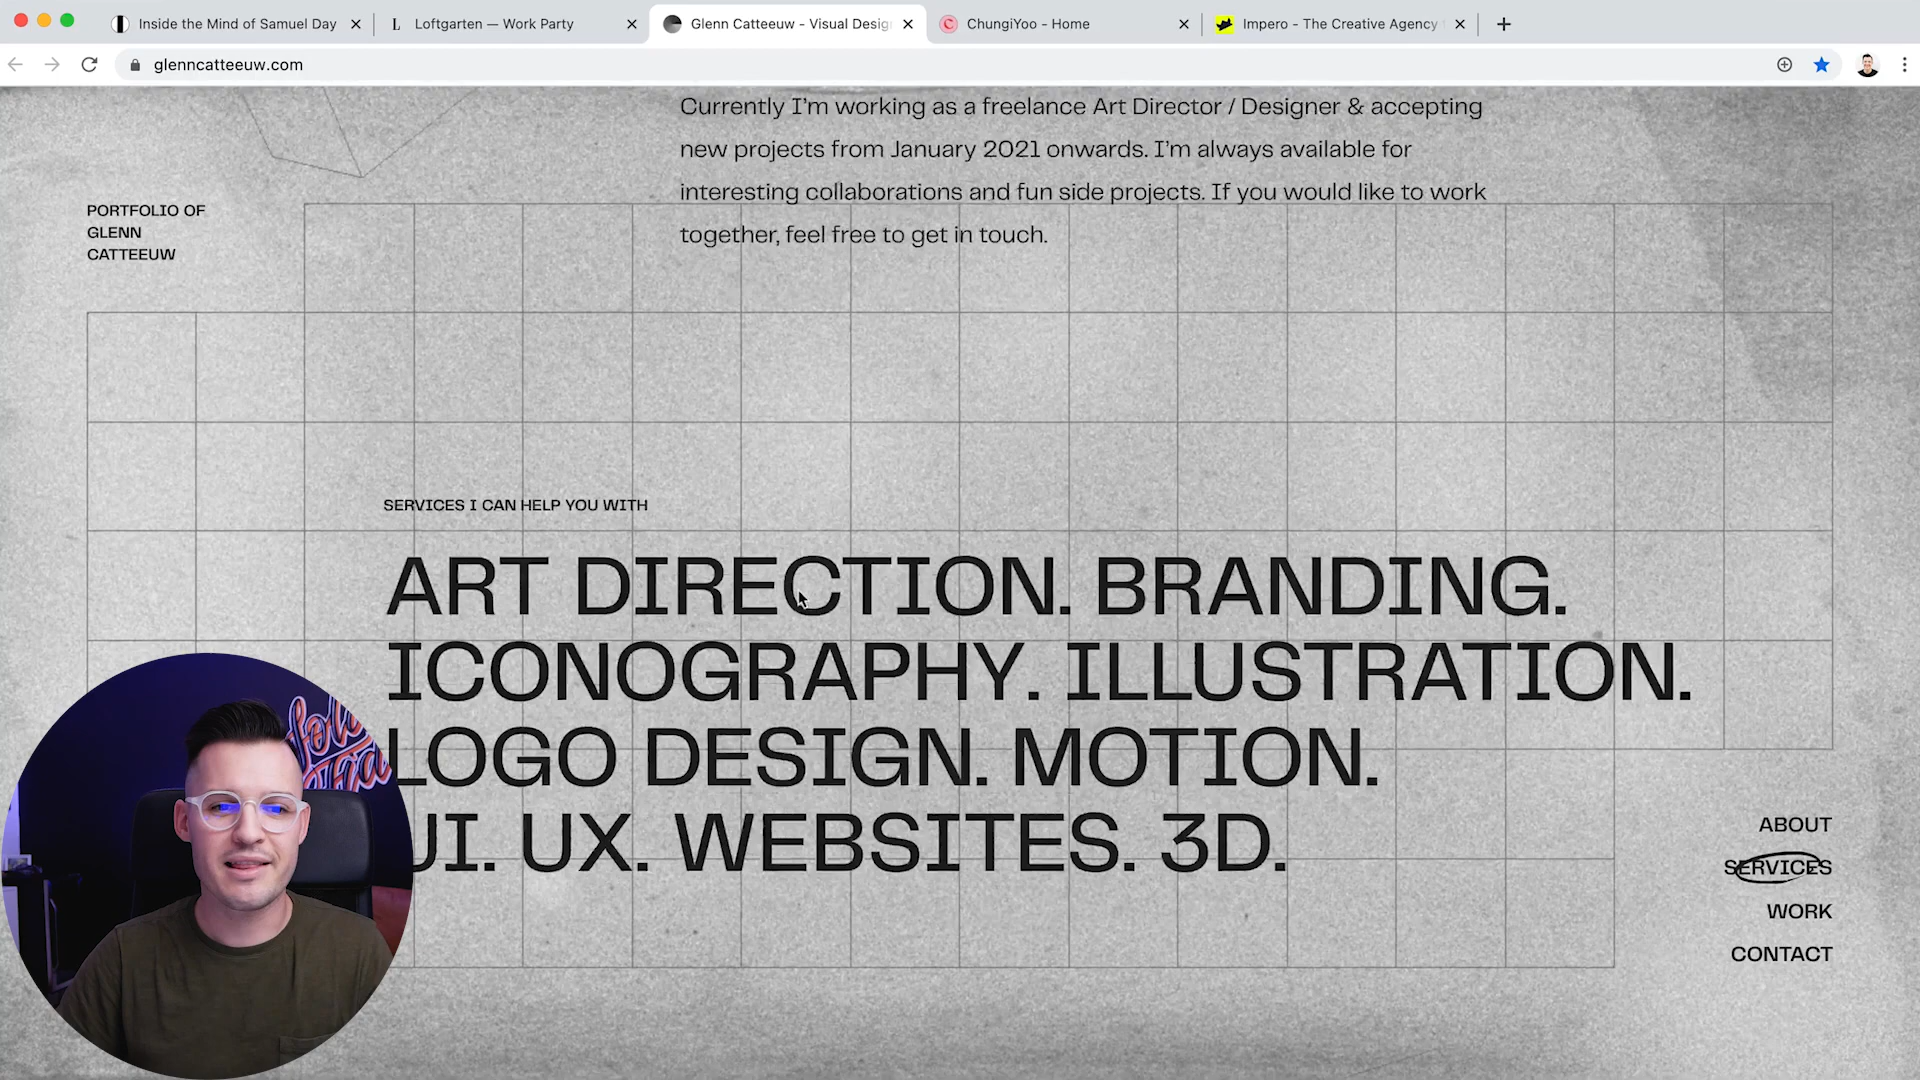 Inside the Mind of Samuel Day
Loftgarten — Work Party
Glenn Catteeuw - Visual Desig
ChungiYoo - Home
Impero - The Creative Agency
glenncatteeuw.com
Currently I'm working as a freelance Art Director / Designer & accepting
new projects from January 2021 onwards. I'm always available for
interesting collaborations and fun side projects. If you would like to work
together, feel free to get in touch.
PORTFOLIO OF
GLENN
CATTEEUW
SERVICES I CAN HELP YOU WITH
ART DIRECTION. BRANDING.
ICONOGRAPHY. ILLUSTRATION.
LOGO DESIGN. MOTION.
UI. UX. WEBSITES. 3D.
ABOUT
SERVICES
WORK
CONTACT